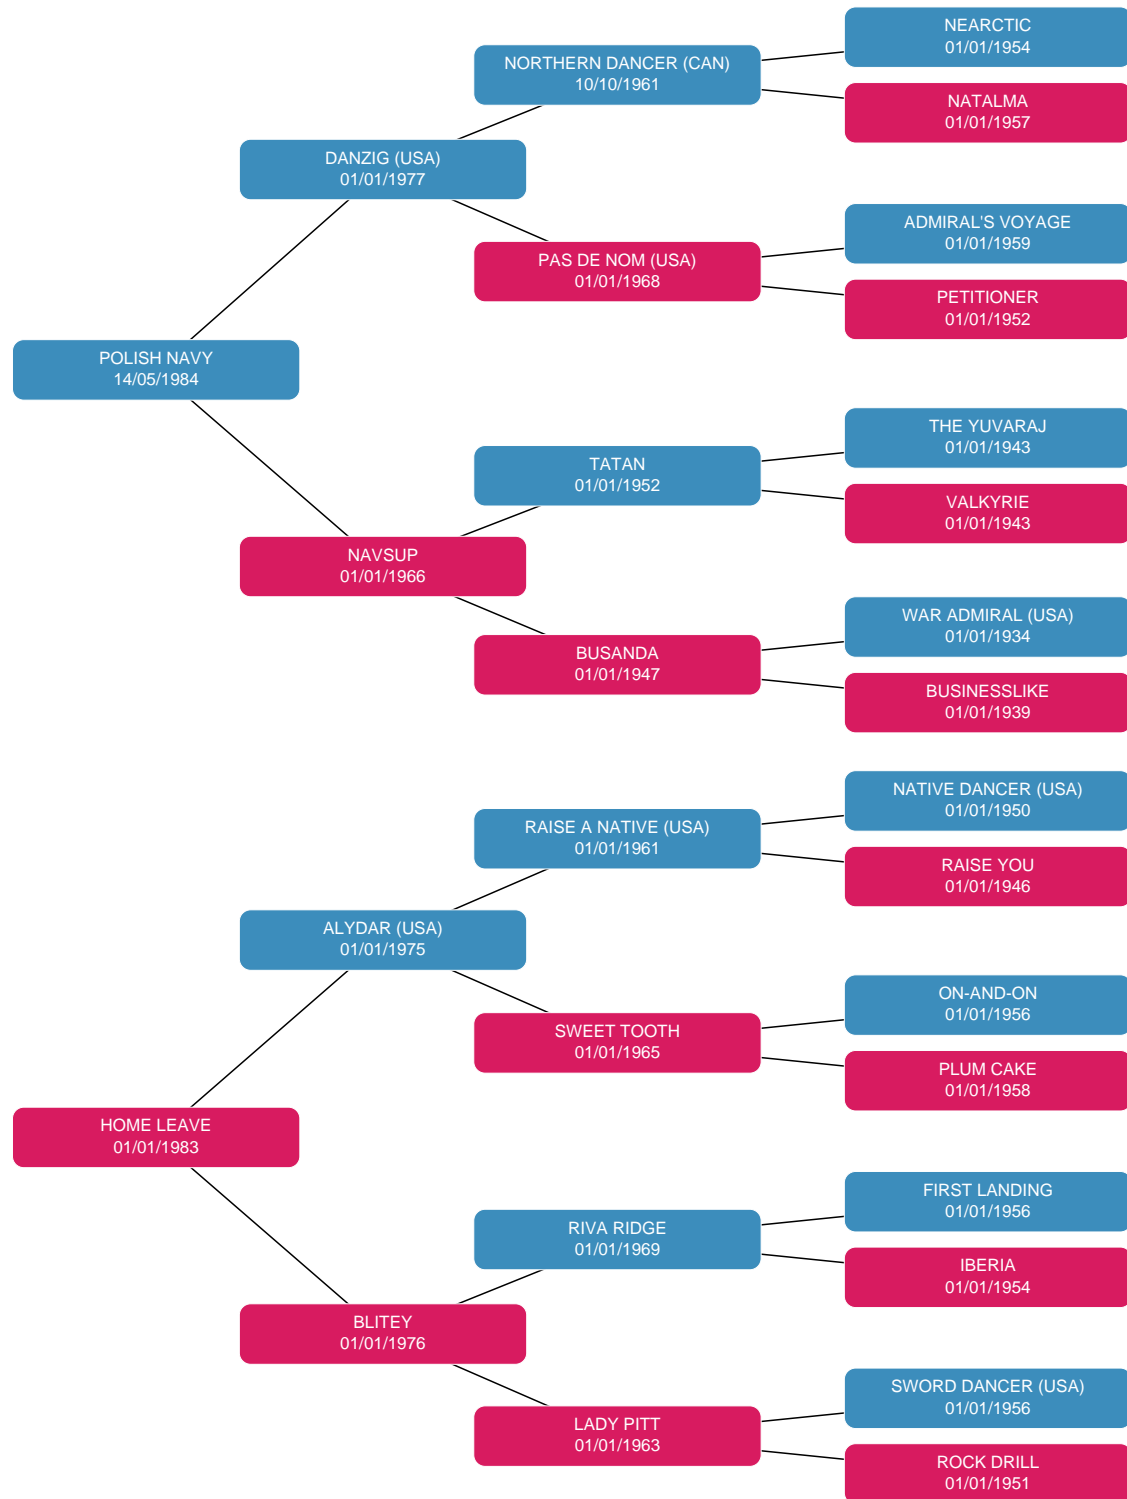 NEARCTIC
01/01/1954
NORTHERN DANCER (CAN)
10/10/1961
NATALMA
01/01/1957
DANZIG (USA)
01/01/1977
ADMIRAL'S VOYAGE
01/01/1959
PAS DE NOM (USA)
01/01/1968
PETITIONER
01/01/1952
POLISH NAVY
14/05/1984
THE YUVARAJ
01/01/1943
TATAN
01/01/1952
VALKYRIE
01/01/1943
NAVSUP
01/01/1966
WAR ADMIRAL (USA)
01/01/1934
BUSANDA
01/01/1947
BUSINESSLIKE
01/01/1939
NATIVE DANCER (USA)
01/01/1950
RAISE A NATIVE (USA)
01/01/1961
RAISE YOU
01/01/1946
ALYDAR (USA)
01/01/1975
ON-AND-ON
01/01/1956
SWEET TOOTH
01/01/1965
PLUM CAKE
01/01/1958
HOME LEAVE
01/01/1983
FIRST LANDING
01/01/1956
RIVA RIDGE
01/01/1969
IBERIA
01/01/1954
BLITEY
01/01/1976
SWORD DANCER (USA)
01/01/1956
LADY PITT
01/01/1963
ROCK DRILL
01/01/1951